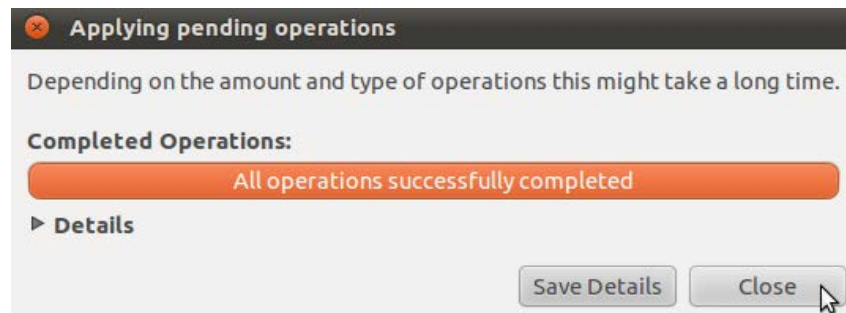 Applying pending operations
Depending on the amount and type of operations this might take a long time.
Completed Operations:
All operations successfully completed
Details
Save Details Close